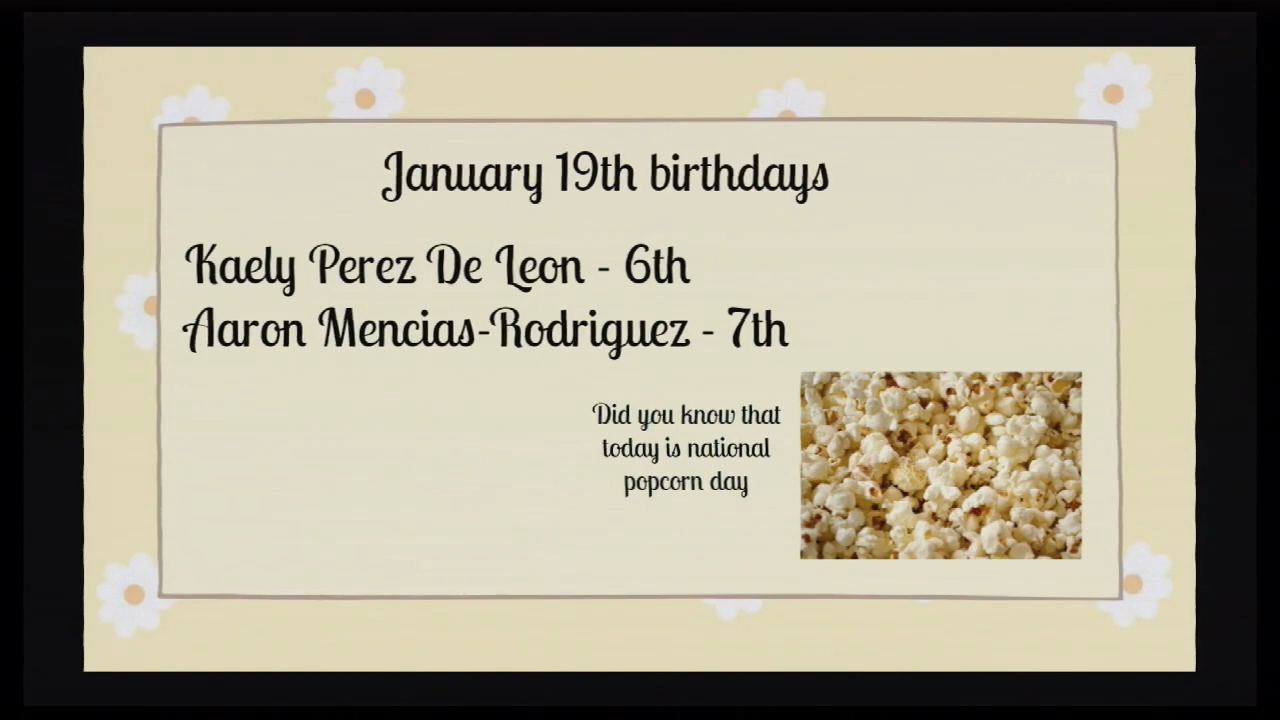 January 19th birthdays
Kaely Perez De Leon - 6th
Aaron Mencias-Rodriguez - 7th
Did you know that
today is national
popcorn day